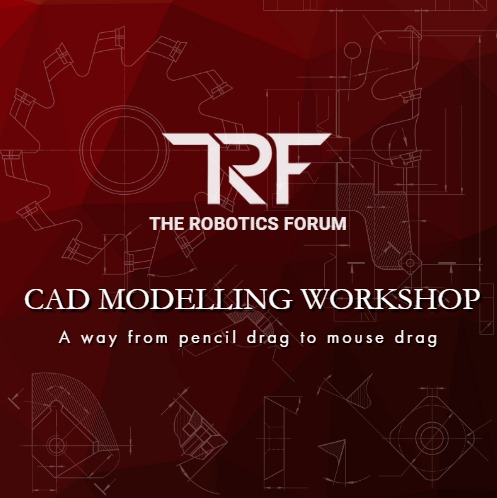 TRF
THE ROBOTICS FORUM
CAD MODELLING WORKSHOP
A way from pencil drag to mouse drag